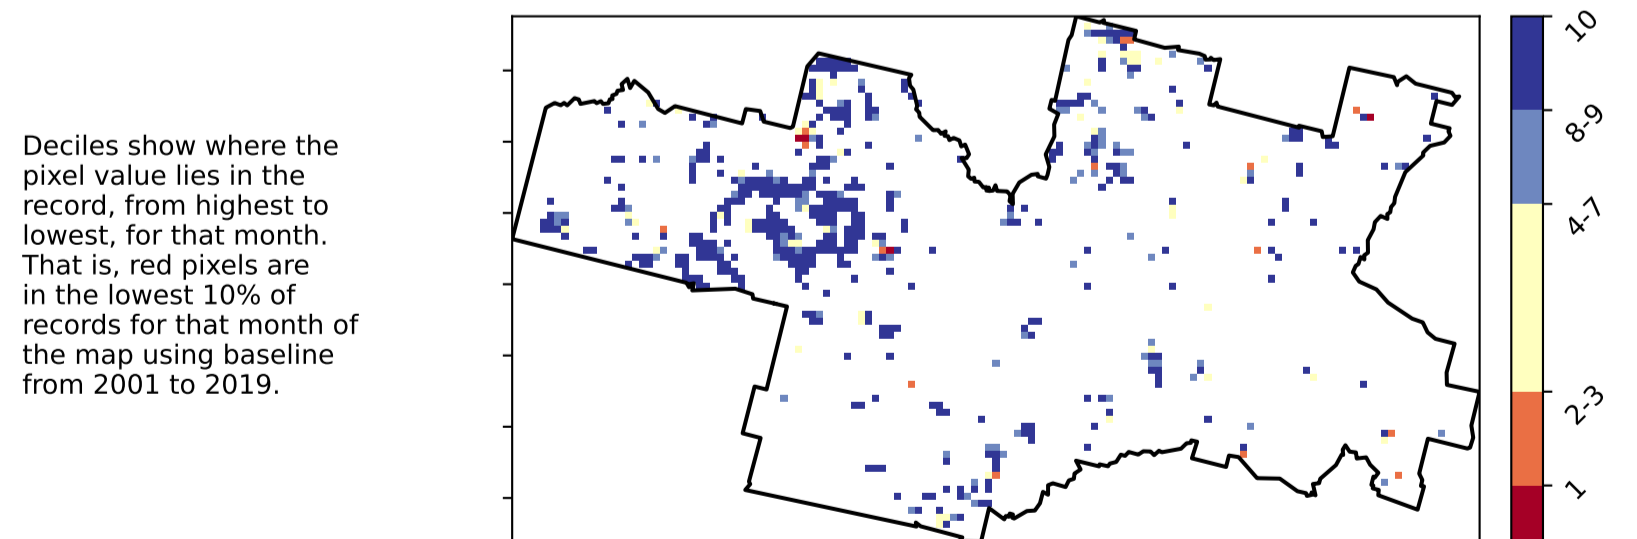 Deciles show where the
pixel value lies in the
record, from highest to
lowest, for that month.
That is, red pixels are
in the lowest 10% of
records for that month of
the map using baseline
from 2001 to 2019.
10
8-9
4-7
2-3
1